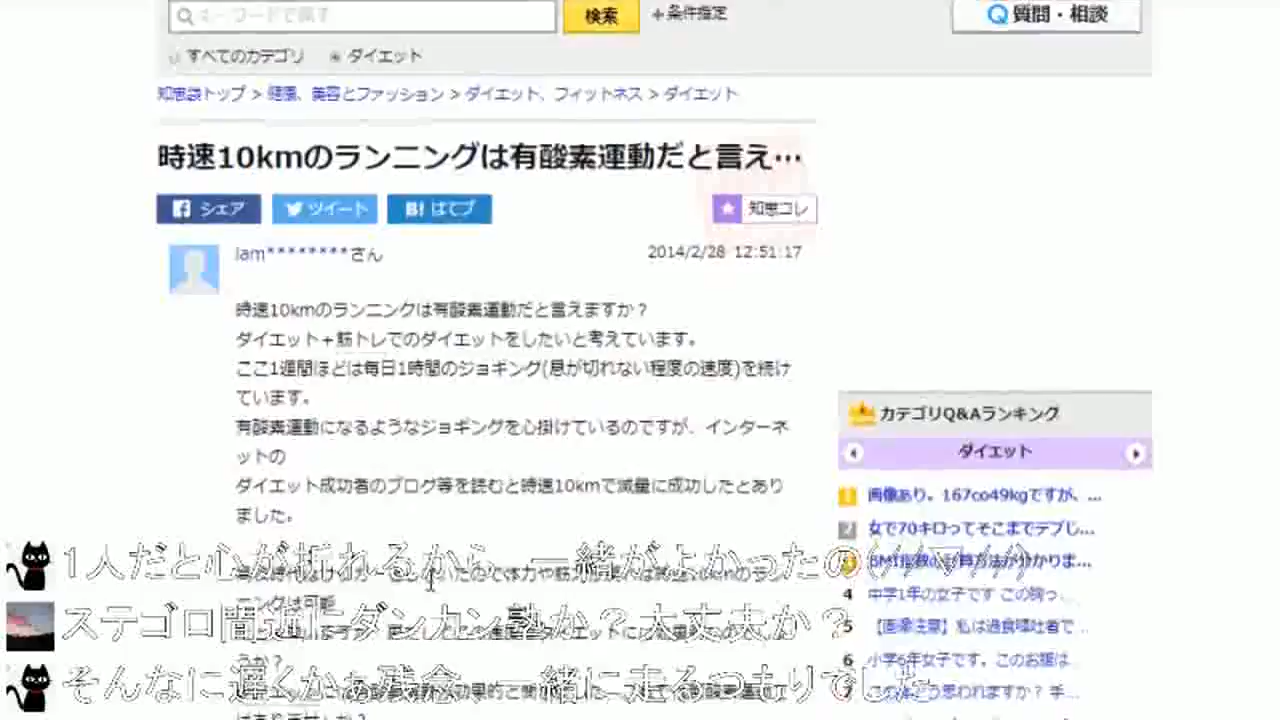 キーワードで探す
検索
+条件指定
質問・相談
すべてのカテゴリ
ダイエット
知恵袋トップ > 健康、美容とファッション > ダイエット、フィットネス > ダイエット
時速10kmのランニングは有酸素運動だと言え…
シェア
ツイート
B! はてブ
知恵コレ
lam********さん
2014/2/28 12:51:17
時速10kmのランニングは有酸素運動だと言えますか？
ダイエット＋筋トレでのダイエットをしたいと考えています。
ここ1週間ほどは毎日1時間のジョギング(息が切れない程度の速度)を続け
ています。
有酸素運動になるようなジョギングを心掛けているのですが、インターネ
ットの
ダイエット成功者のブログ等を読むと時速10kmで減量に成功したとあり
ました。
カテゴリQ&Aランキング
ダイエット
1 画像あり。167co49kgですが、...
2 女で70キロってそこまでデブじ...
4 中学1年の女子です この胸っ...
5 【画像注意】私は過食嘔吐者で...
6 小学6年女子です。このお腹は...
1人だと心が折れるから、一緒がよかったの(///▽///)
ステゴロ間近にダンカン塾か？大丈夫か？
そんなに遅くかぁ残念、一緒に走るつもりでした